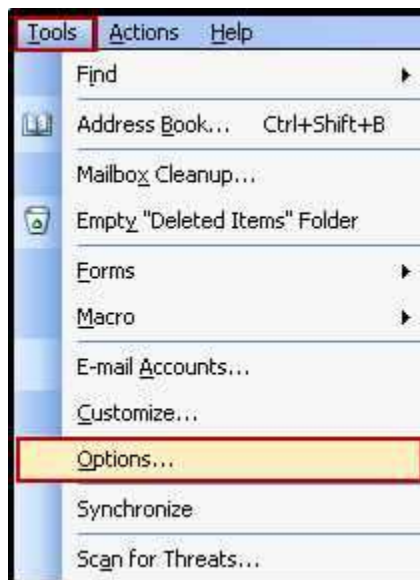 Tools Actions Help
Find
Address Book... Ctrl+Shift+B
Mailbox Cleanup...
Empty "Deleted Items" Folder
Forms
Macro
E-mail Accounts...
Customize...
Options...
Synchronize
Scan for Threats...